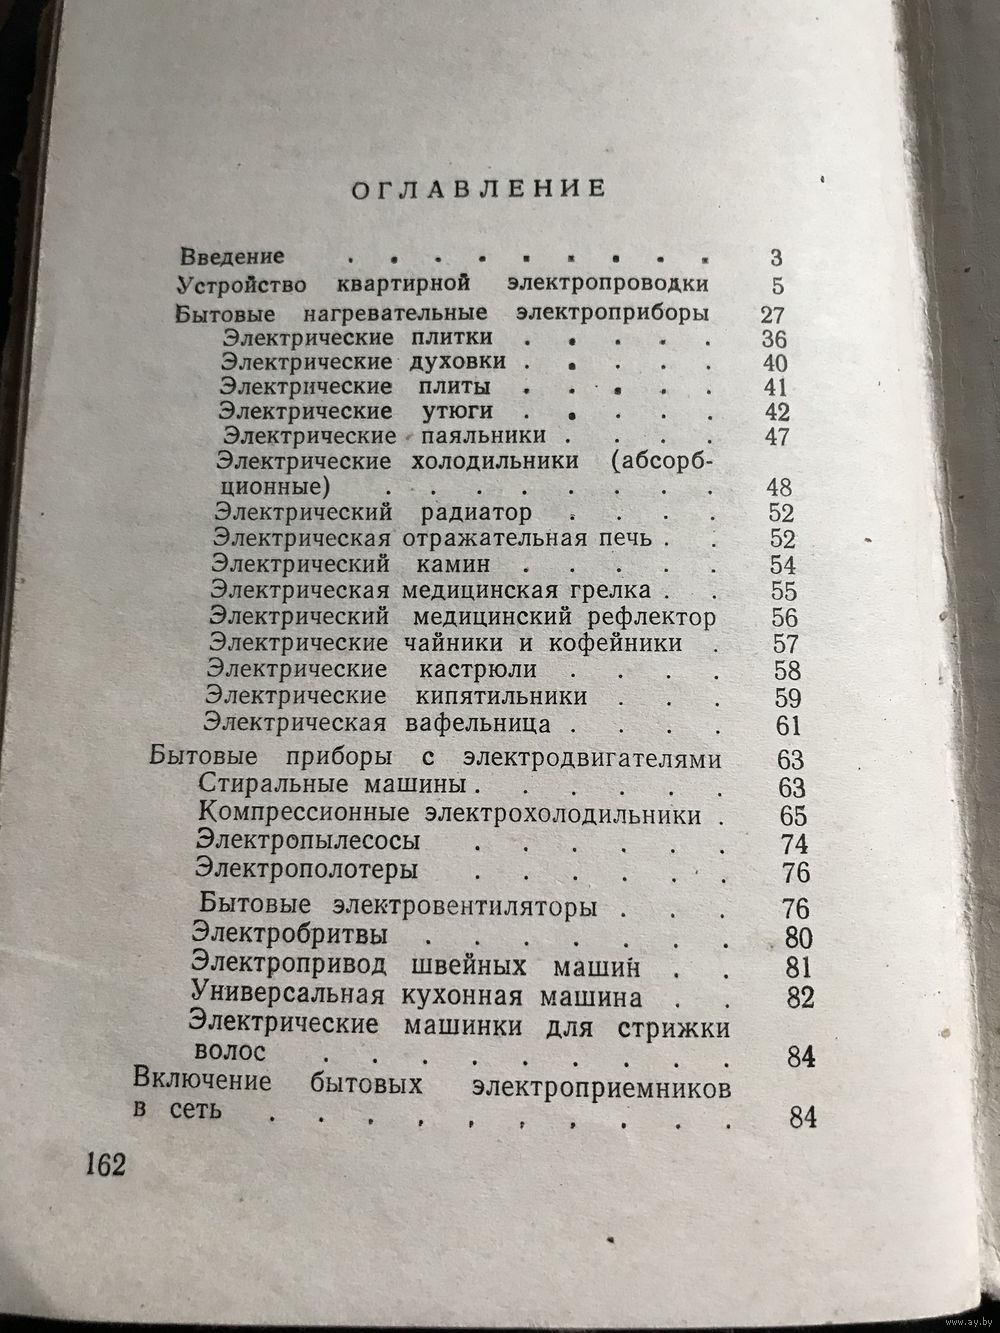 ОГЛАВЛЕНИЕ
Введение . . . . . . . . . 3
Устройство квартирной электропроводки 5
Бытовые нагревательные электроприборы 27
Электрические плитки . . . . . 36
Электрические духовки . . . . . 40
Электрические плиты . . . . . 41
Электрические утюги . . . . . 42
Электрические паяльники . . . . 47
Электрические холодильники (абсорб-
ционные) . . . . . . . . 48
Электрический радиатор . . . . 52
Электрическая отражательная печь . . 52
Электрический камин . . . . . 54
Электрическая медицинская грелка . . 55
Электрический медицинский рефлектор 56
Электрические чайники и кофейники . 57
Электрические кастрюли . . . . 58
Электрические кипятильники . . . 59
Электрическая вафельница . . . . 61
Бытовые приборы с электродвигателями 63
Стиральные машины . . . . . . 63
Компрессионные электрохолодильники . 65
Электропылесосы . . . . . . 74
Электрополотеры . . . . . . 76
Бытовые электровентиляторы . . . 76
Электробритвы . . . . . . . 80
Электропривод швейных машин . . 81
Универсальная кухонная машина . . 82
Электрические машинки для стрижки
волос . . . . . . . . . 84
Включение бытовых электроприемников
в сеть . . . . . . . . . . 84
162
www.ay.by